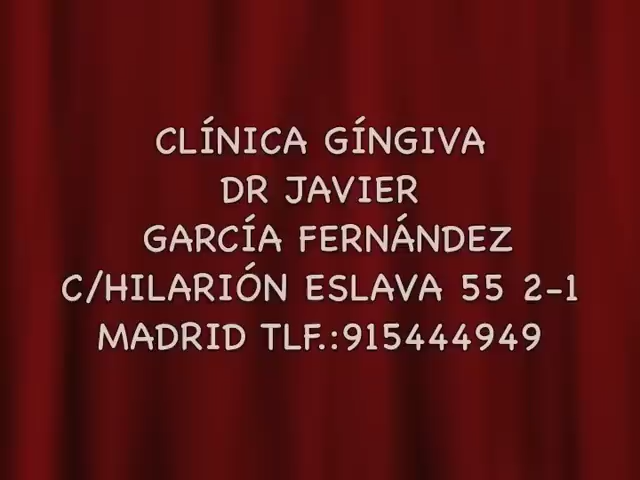 CLÍNICA GÍNGIVA
DR JAVIER
GARCÍA FERNÁNDEZ
C/HILARIÓN ESLAVA 55 2-1
MADRID TLF.:915444949